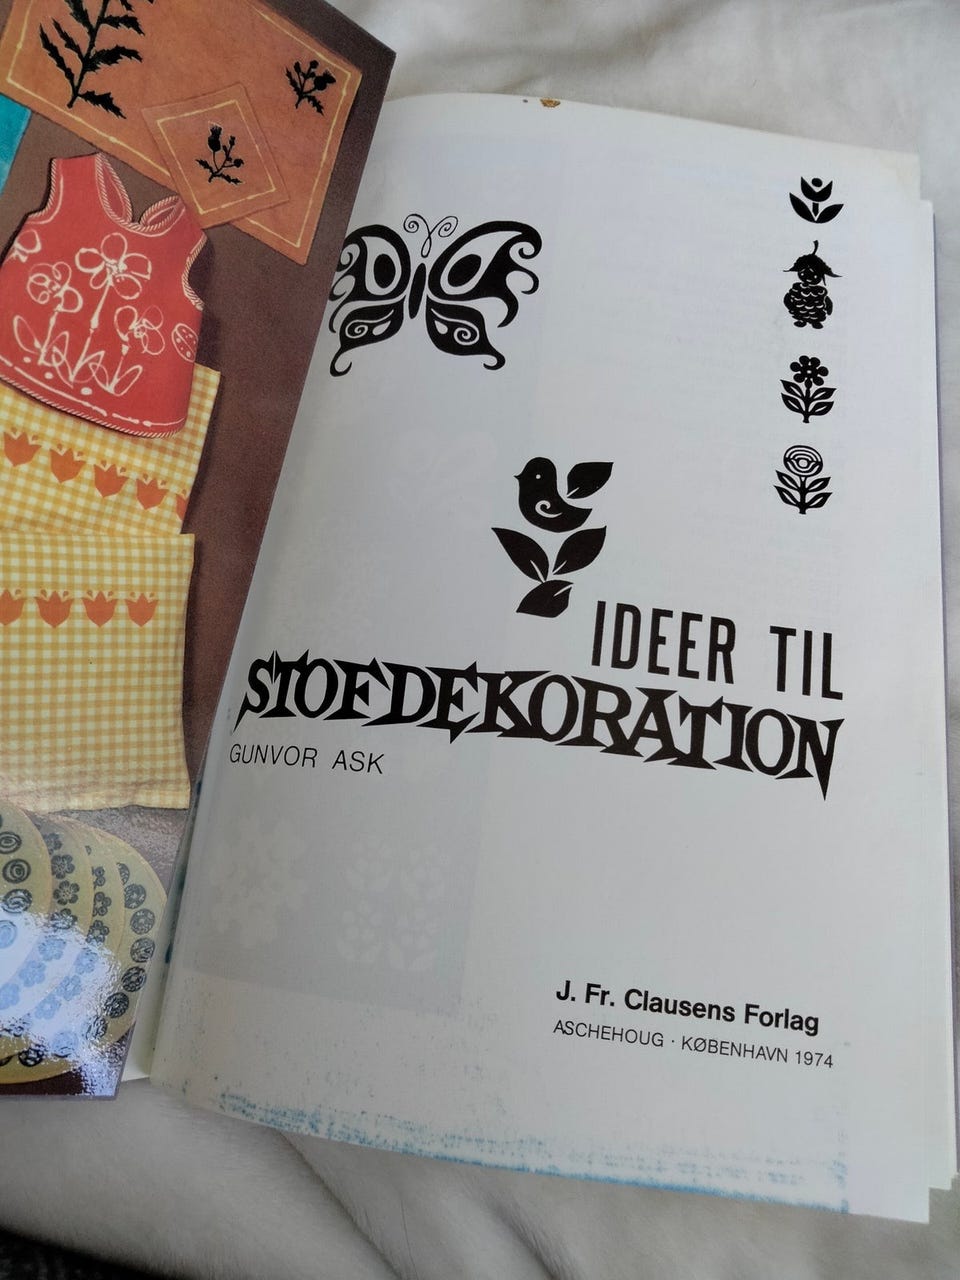 IDEER TIL
STOFDEKORATION
GUNVOR ASK
J. Fr. Clausens Forlag
ASCHEHOUG · KØBENHAVN 1974